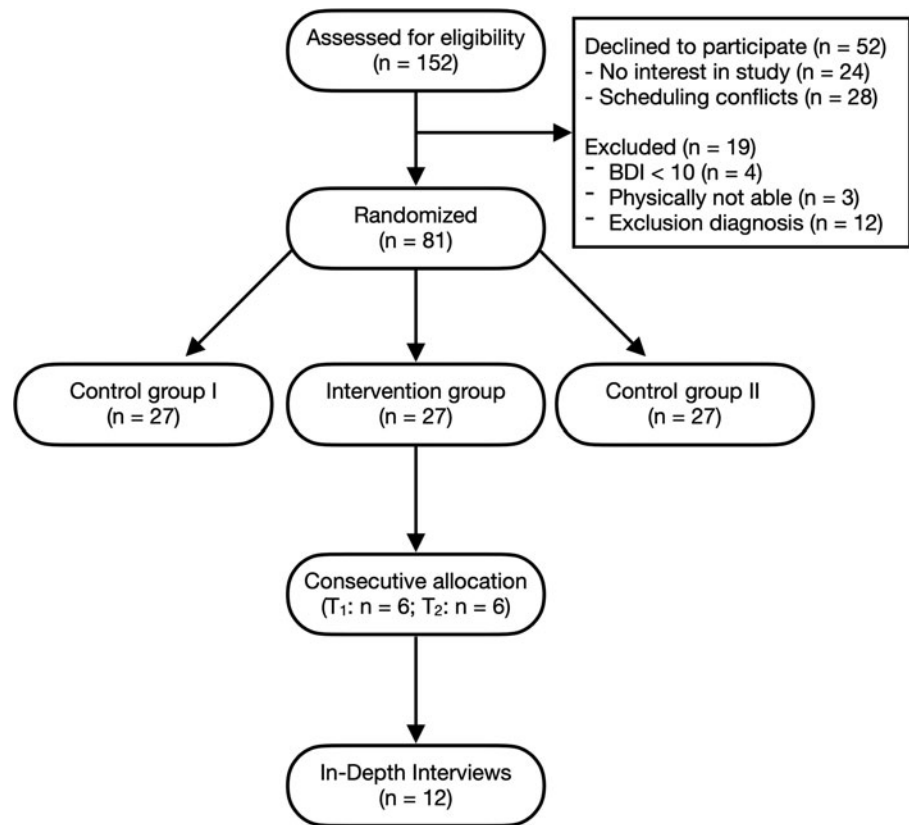 Assessed for eligibility
(n = 152)
Declined to participate (n = 52)
- No interest in study (n = 24)
- Scheduling conflicts (n = 28)
Excluded (n = 19)
- BDI < 10 (n = 4)
- Physically not able (n = 3)
- Exclusion diagnosis (n = 12)
Randomized
(n = 81)
Control group I
(n = 27)
Intervention group
(n = 27)
Control group II
(n = 27)
Consecutive allocation
(T₁: n = 6; T₂: n = 6)
In-Depth Interviews
(n = 12)